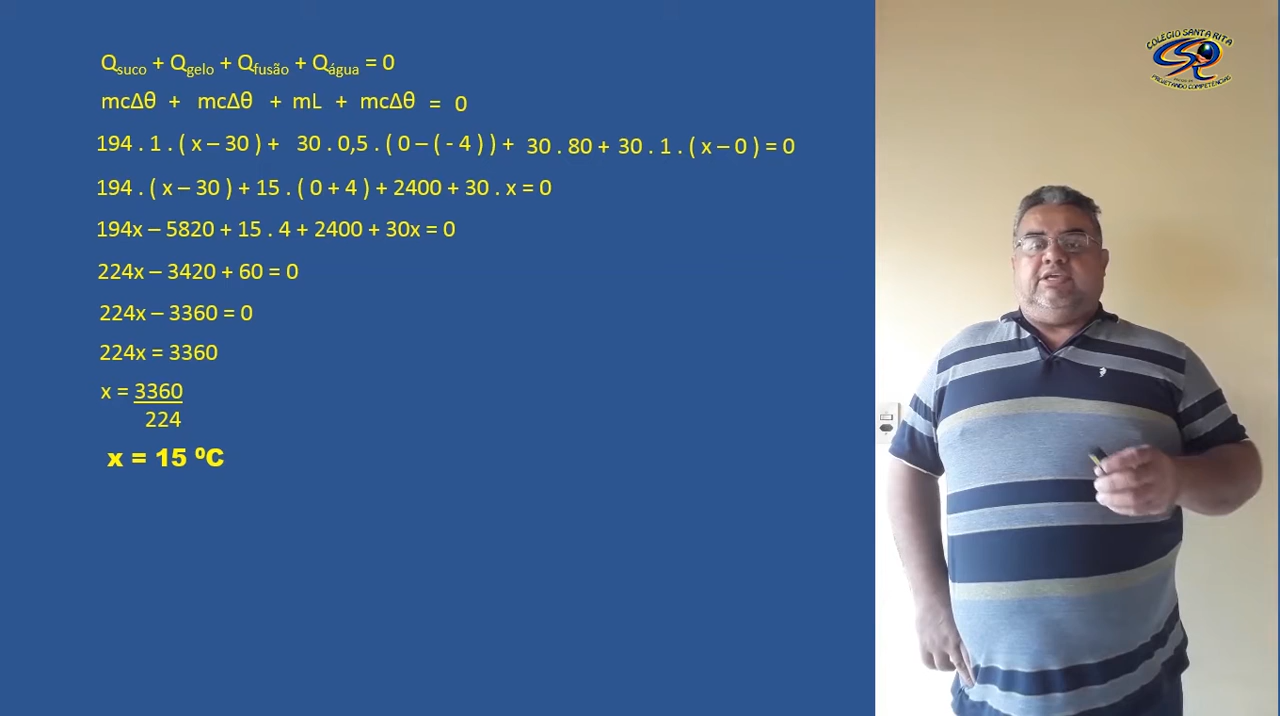 Qsuco + Qgelo + Qfusão + Qágua = 0
mcΔθ + mcΔθ + mL + mcΔθ = 0
194 . 1 . ( x – 30 ) + 30 . 0,5 . ( 0 – ( - 4 ) ) + 30 . 80 + 30 . 1 . ( x – 0 ) = 0
194 . ( x – 30 ) + 15 . ( 0 + 4 ) + 2400 + 30 . x = 0
194x – 5820 + 15 . 4 + 2400 + 30x = 0
224x – 3420 + 60 = 0
224x – 3360 = 0
224x = 3360
x = 3360
224
x = 15 ºC
COLÉGIO SANTA RITA
PROJETANDO COMPETÊNCIAS